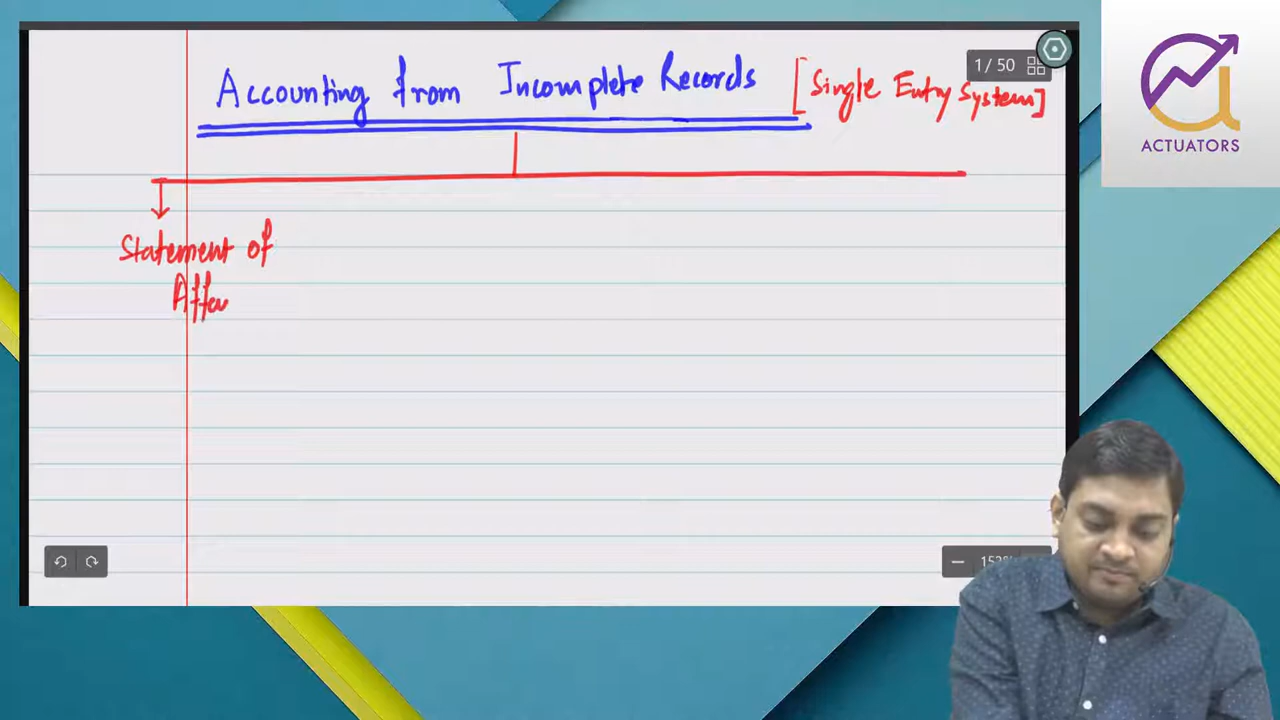 Accounting from Incomplete Records [Single Entry System]
1 / 50
ACTUATORS
Statement of
Affa